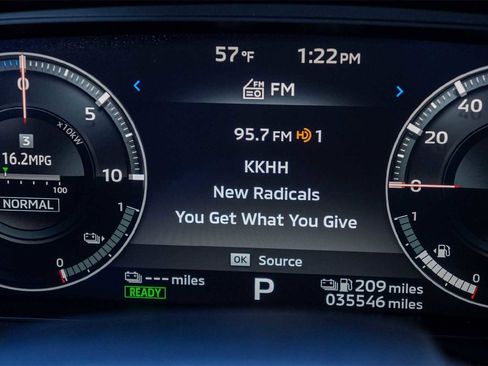 57°F 1:22PM
FM
FM
95.7 FM HD 1
KKHH
New Radicals
You Get What You Give
OK Source
0
5
10
x10kW
3
16.2MPG
100
NORMAL
1
0
--- miles
READY
P
209 miles
035546 miles
40
20
0
1
0